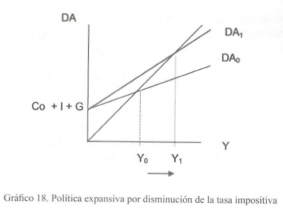 DA
DA₁
DA₀
Co + I + G
Y
Y₀ Y₁
Gráfico 18. Política expansiva por disminución de la tasa impositiva